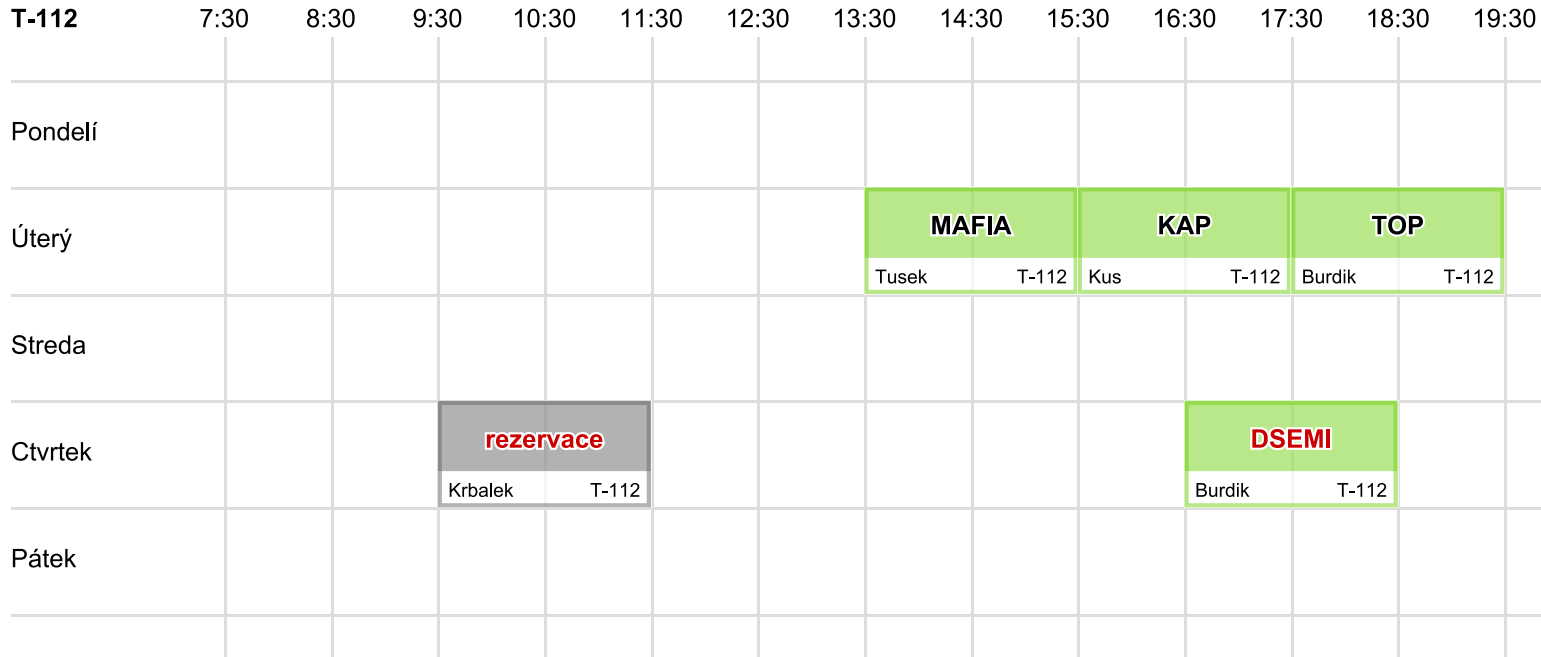 T-112 7:30 8:30 9:30 10:30 11:30 12:30 13:30 14:30 15:30 16:30 17:30 18:30 19:30
Pondelí
Úterý
MAFIA KAP TOP
Tusek T-112 Kus T-112 Burdik T-112
Streda
Ctvrtek
rezervace DSEMI
Krbalek T-112 Burdik T-112
Pátek